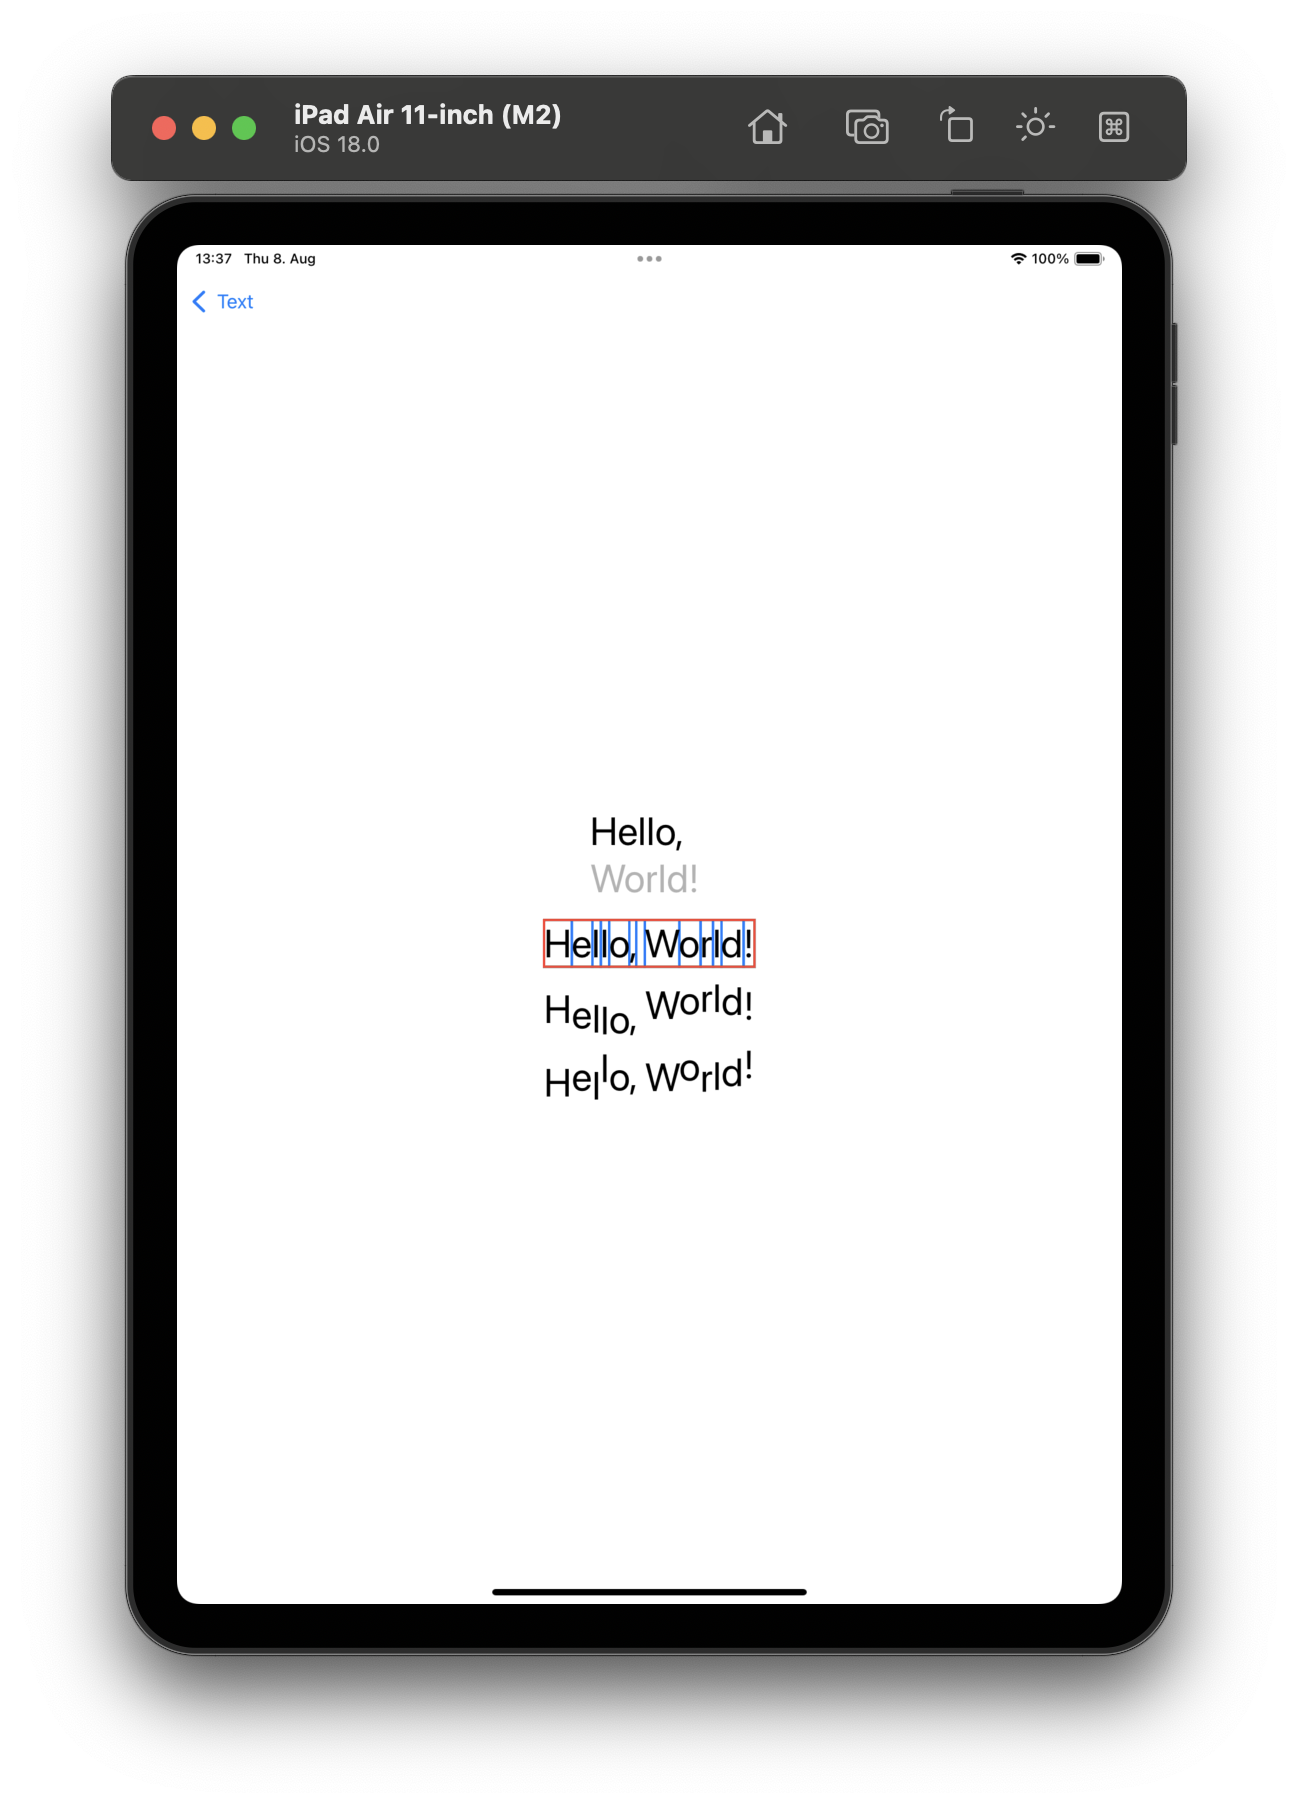 iPad Air 11-inch (M2)
iOS 18.0
13:37 Thu 8. Aug
100%
Text
Hello,
World!
Hello, World!
Hello, World!
Hello, World!